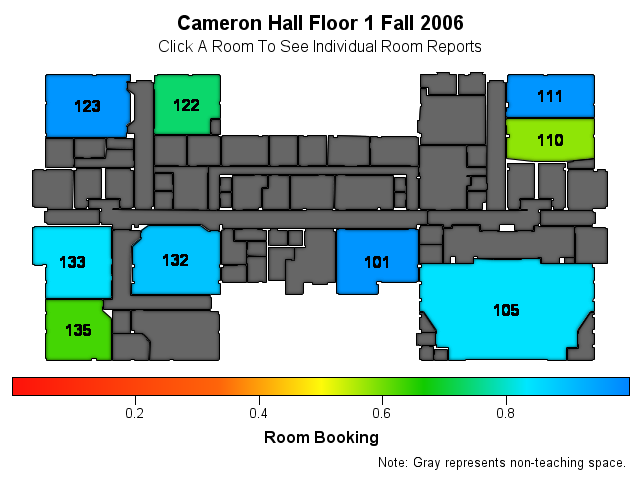 Cameron Hall Floor 1 Fall 2006
Click A Room To See Individual Room Reports
123
122
111
110
133
132
101
105
135
0.2 0.4 0.6 0.8
Room Booking
Note: Gray represents non-teaching space.